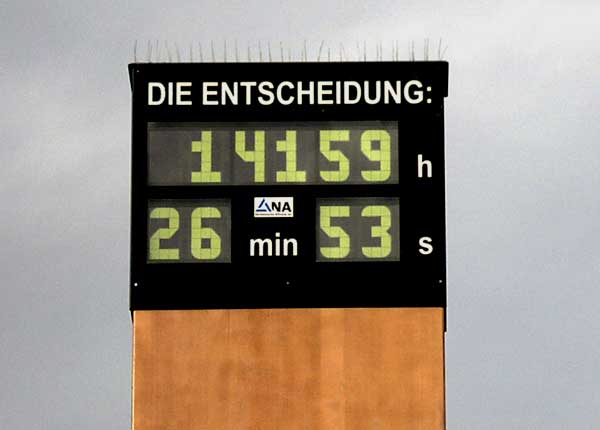 DIE ENTSCHEIDUNG:
14159 h
NA
26 min 53 s